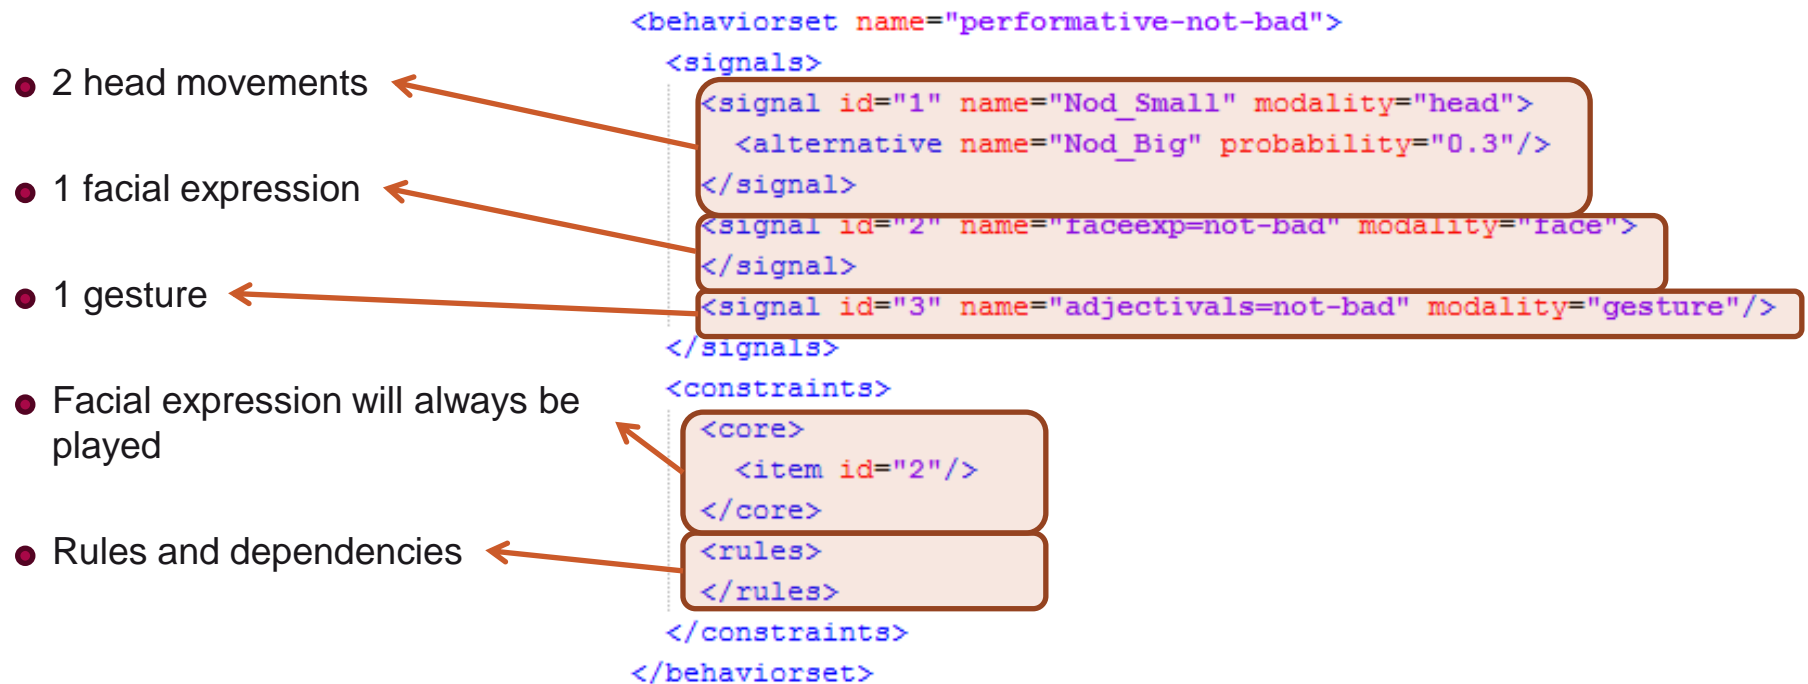 <behaviorset name="performative-not-bad">
<signals>
2 head movements
<signal id="1" name="Nod_Small" modality="head">
<alternative name="Nod_Big" probability="0.3"/>
</signal>
1 facial expression
<signal id="2" name="faceexp=not-bad" modality="face">
</signal>
1 gesture
<signal id="3" name="adjectivals=not-bad" modality="gesture"/>
</signals>
<constraints>
Facial expression will always be
played
<core>
<item id="2"/>
</core>
Rules and dependencies
<rules>
</rules>
</constraints>
</behaviorset>